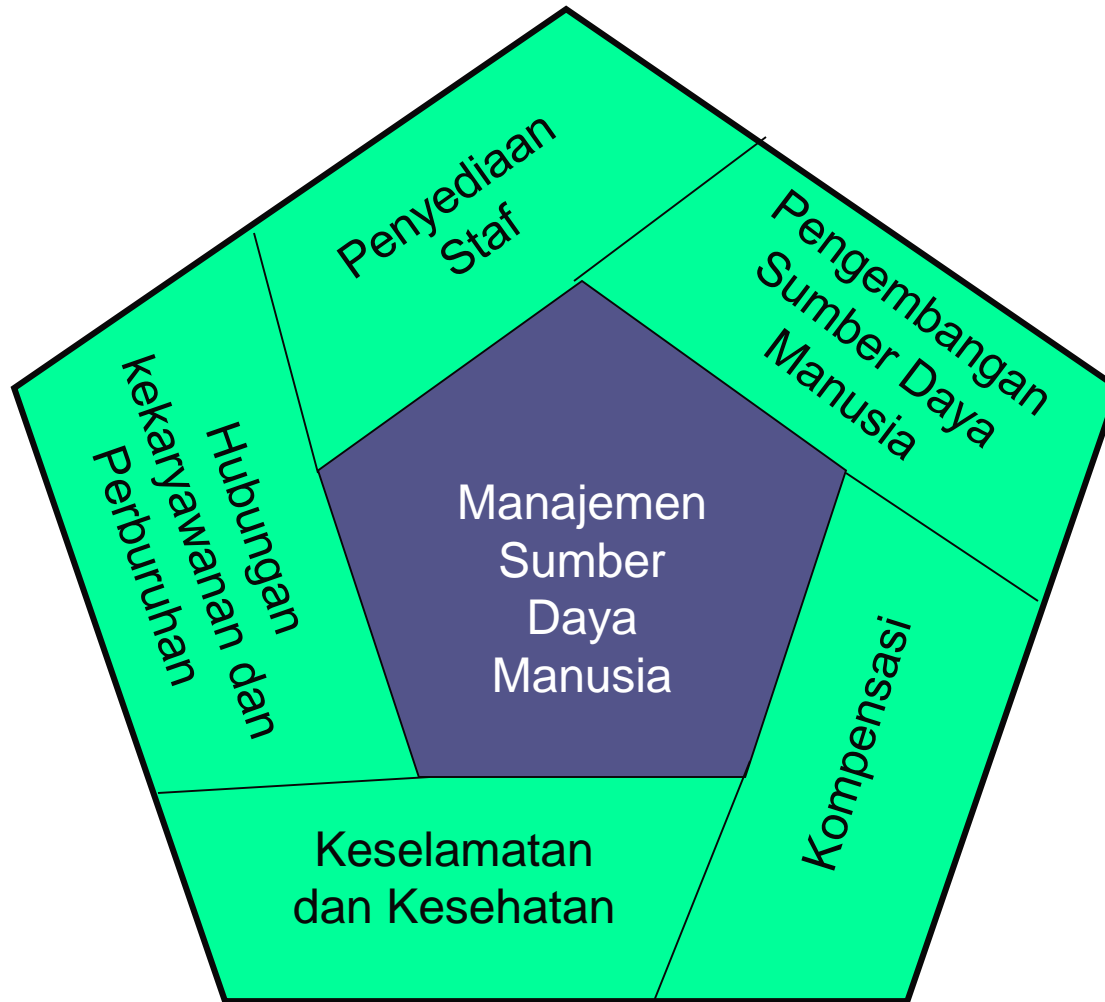 Penyediaan
Staf
Pengembangan
Sumber Daya
Manusia
Hubungan
kekaryawanan dan
Perburuhan
Manajemen
Sumber
Daya
Manusia
Kompensasi
Keselamatan
dan Kesehatan